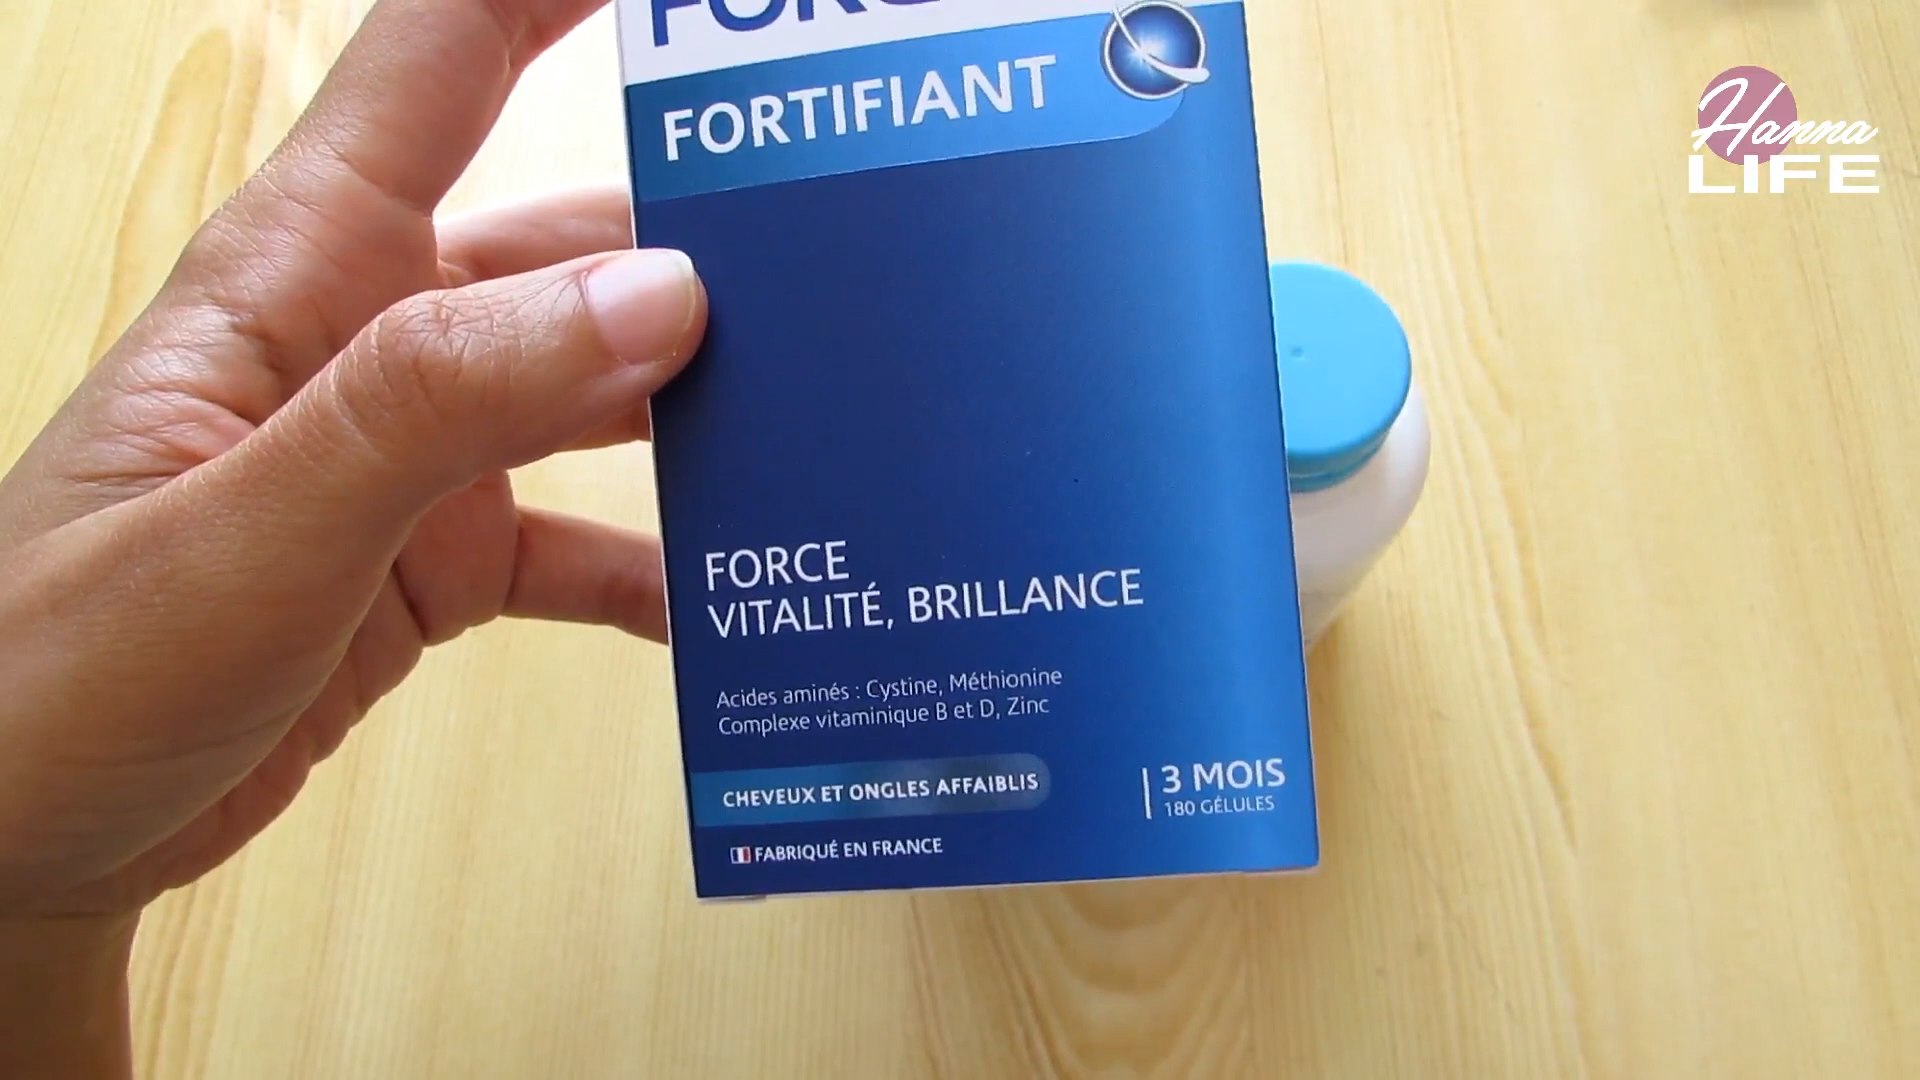 FORTIFIANT
FORCE
VITALITÉ, BRILLANCE
Acides aminés : Cystine, Méthionine
Complexe vitaminique B et D, Zinc
CHEVEUX ET ONGLES AFFAIBLIS
3 MOIS
180 GÉLULES
FABRIQUÉ EN FRANCE
Hanna
LIFE